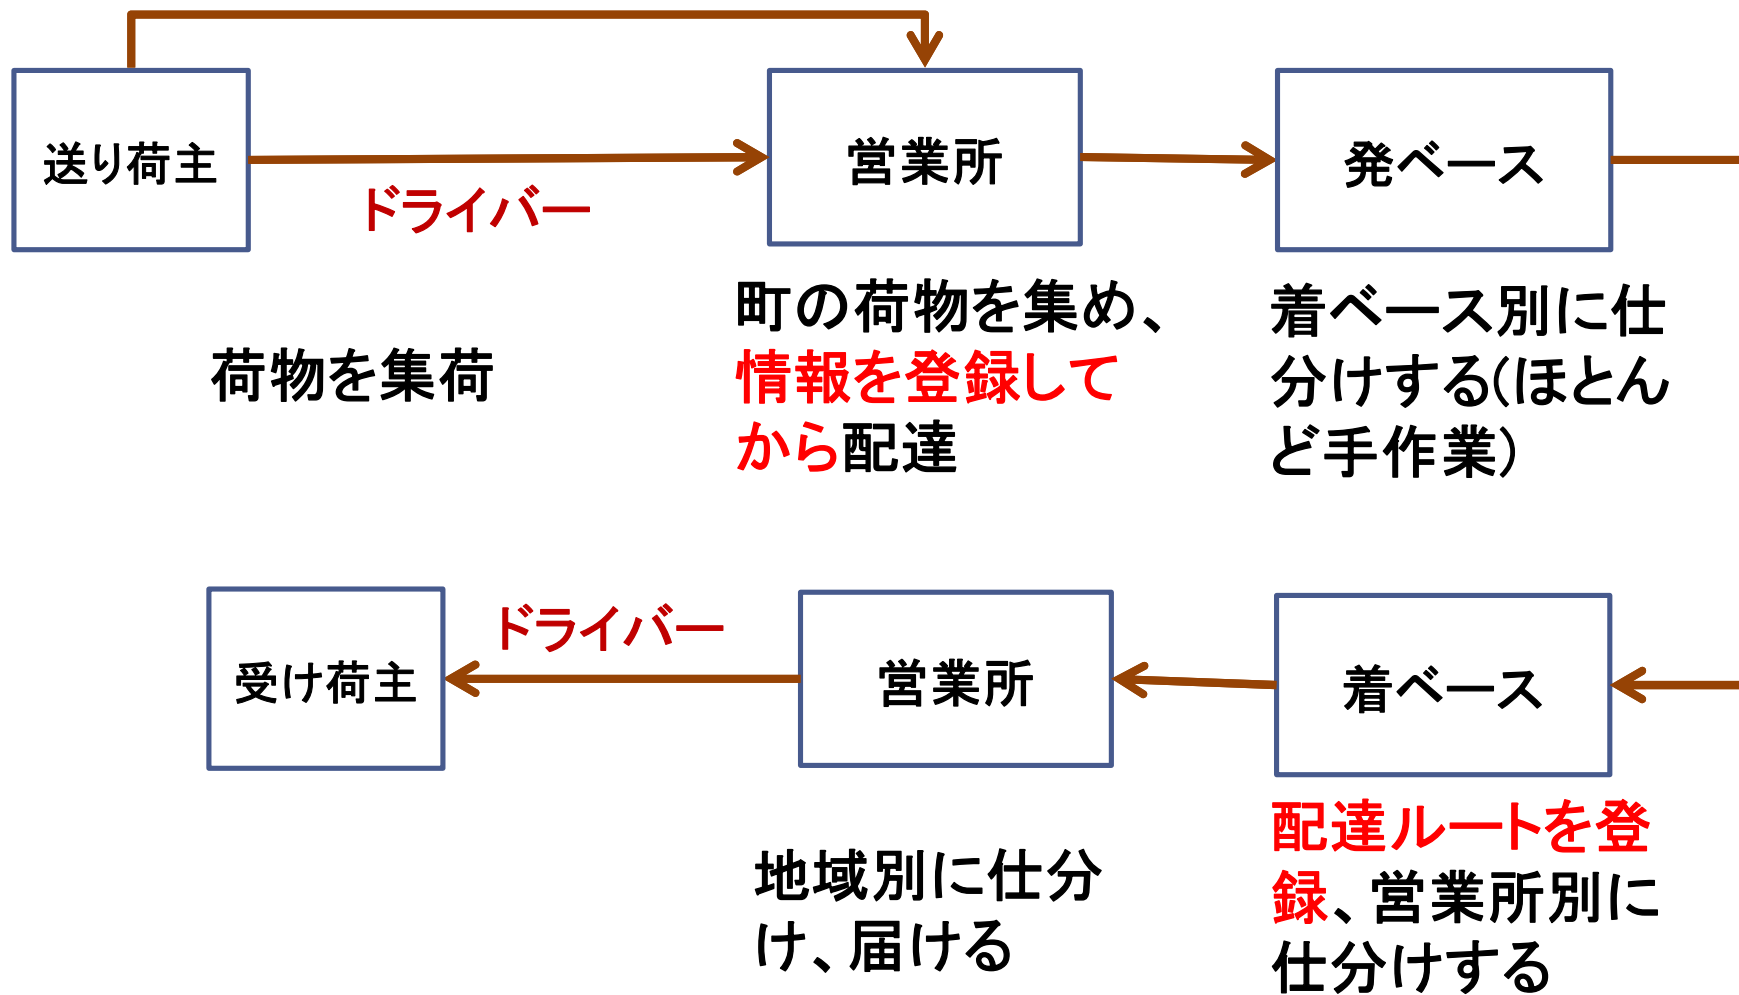 送り荷主
営業所
発ベース
ドライバー
荷物を集荷
町の荷物を集め、
情報を登録して
から配達
着ベース別に仕
分けする(ほとん
ど手作業)
受け荷主
ドライバー
営業所
着ベース
地域別に仕分
け、届ける
配達ルートを登
録、営業所別に
仕分けする